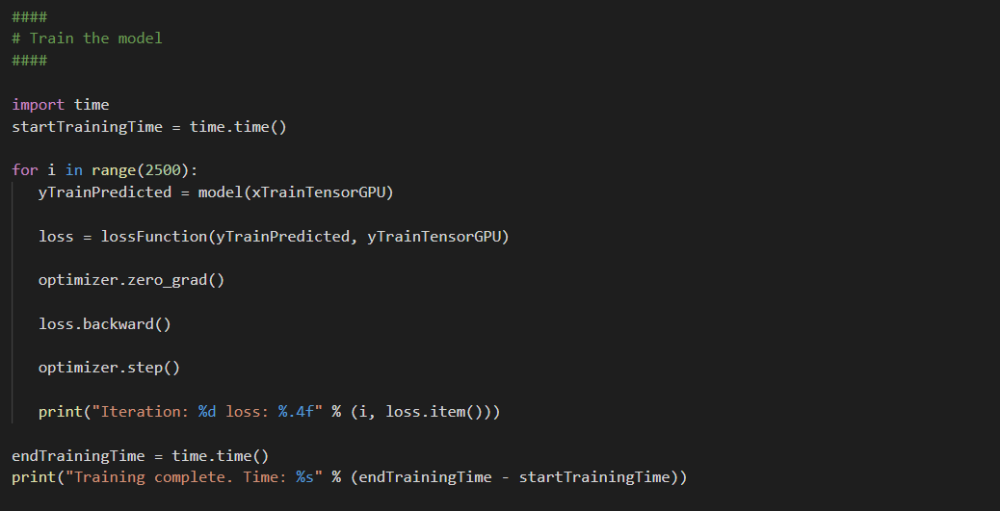 ####
# Train the model
####
import time
startTrainingTime = time.time()
for i in range(2500):
yTrainPredicted = model(xTrainTensorGPU)
loss = lossFunction(yTrainPredicted, yTrainTensorGPU)
optimizer.zero_grad()
loss.backward()
optimizer.step()
print("Iteration: %d loss: %.4f" % (i, loss.item()))
endTrainingTime = time.time()
print("Training complete. Time: %s" % (endTrainingTime - startTrainingTime))